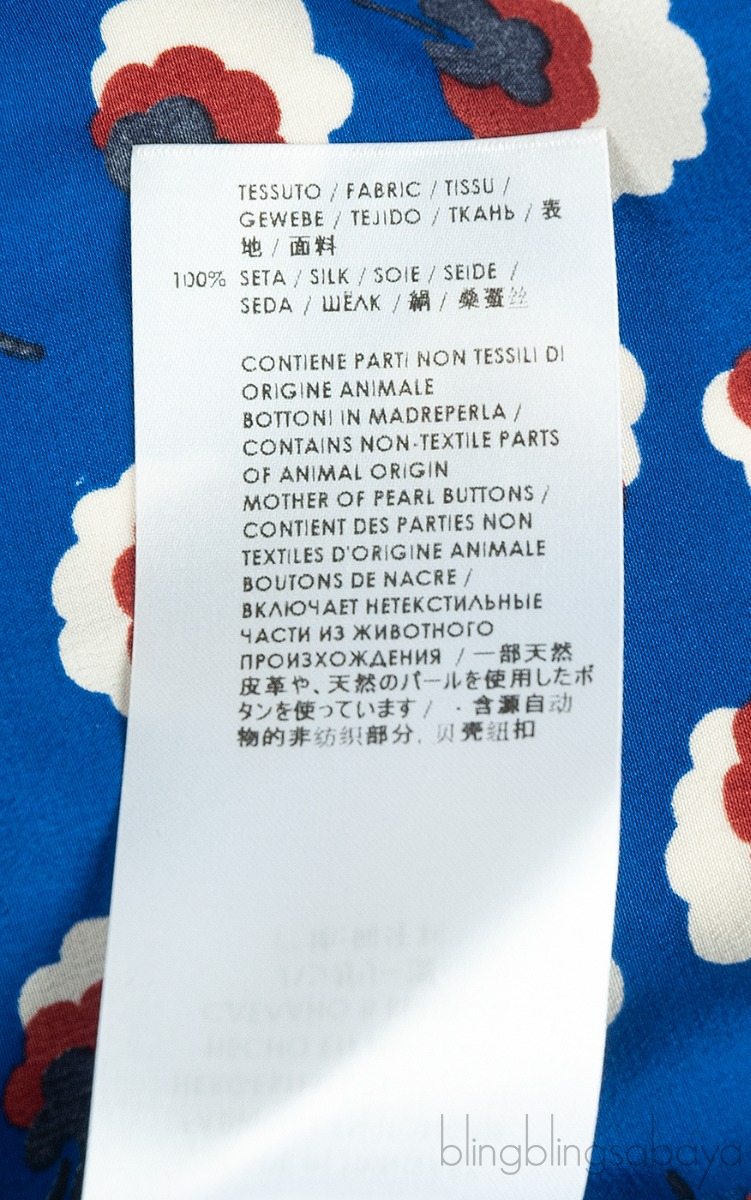 TESSUTO / FABRIC / TISSU /
GEWEBE / TEJIDO / ТКАНЬ / 表
地 / 面料
100% SETA / SILK / SOIE / SEIDE /
SEDA / ШЁЛК / 絹 / 桑蚕丝
CONTIENE PARTI NON TESSILI DI
ORIGINE ANIMALE
BOTTONI IN MADREPERLA /
CONTAINS NON-TEXTILE PARTS
OF ANIMAL ORIGIN
MOTHER OF PEARL BUTTONS /
CONTIENT DES PARTIES NON
TEXTILES D'ORIGINE ANIMALE
BOUTONS DE NACRE /
ВКЛЮЧАЕТ НЕТЕКСТИЛЬНЫЕ
ЧАСТИ ИЗ ЖИВОТНОГО
ПРОИЗХОЖДЕНИЯ / 一部天然
皮革や、天然のパールを使用したボ
タンを使っています / · 含源自动
物的非纺织部分, 贝壳纽扣
blingblingsabaya